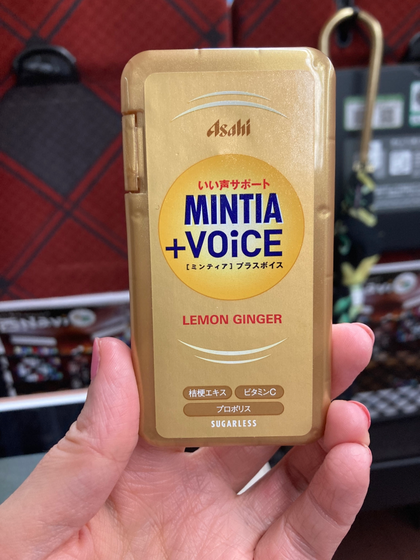 Asahi
いい声サポート
MINTIA
+VOiCE
[ミンティア]プラスボイス
LEMON GINGER
桔梗エキス ビタミンC
プロポリス
SUGARLESS